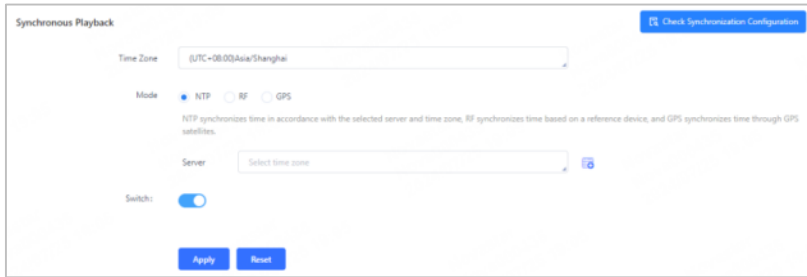 Synchronous Playback
Check Synchronization Configuration
Time Zone
(UTC+08:00)Asia/Shanghai
Mode
NTP RF GPS
NTP synchronizes time in accordance with the selected server and time zone, RF synchronizes time based on a reference device, and GPS synchronizes time through GPS
satellites.
Server
Select time zone
Switch:
Apply Reset